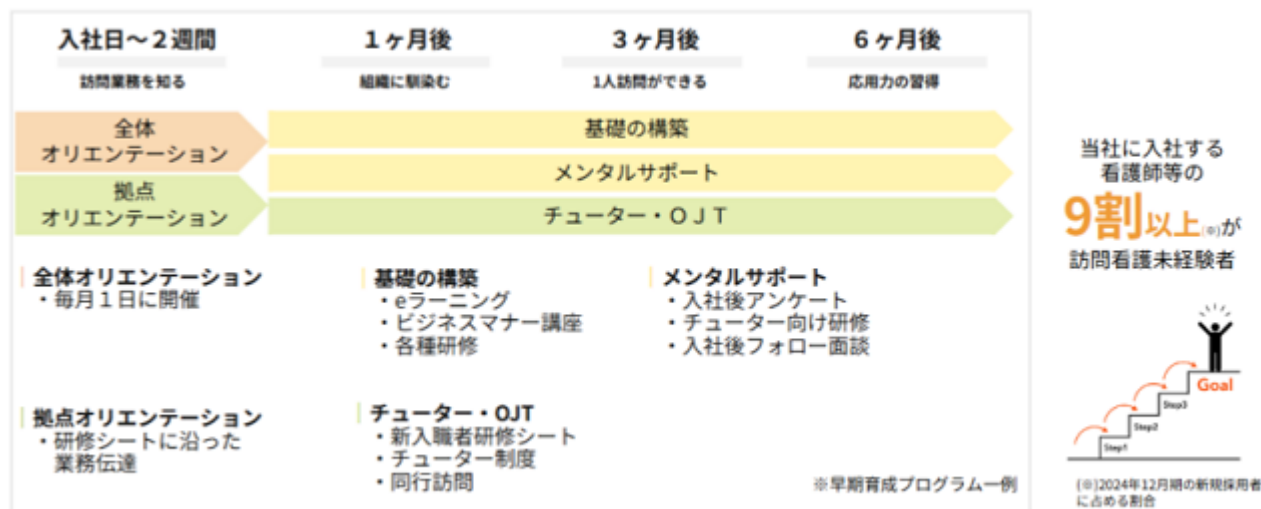 入社日～２週間
１ヶ月後
３ヶ月後
６ヶ月後
訪問業務を知る
組織に馴染む
1人訪問ができる
応用力の習得
全体
オリエンテーション
基礎の構築
メンタルサポート
拠点
オリエンテーション
チューター・ＯＪＴ
全体オリエンテーション
・毎月１日に開催
基礎の構築
・eラーニング
・ビジネスマナー講座
・各種研修
メンタルサポート
・入社後アンケート
・チューター向け研修
・入社後フォロー面談
拠点オリエンテーション
・研修シートに沿った
業務伝達
チューター・OJT
・新入職者研修シート
・チューター制度
・同行訪問
※早期育成プログラム一例
当社に入社する
看護師等の
9割以上(※)が
訪問看護未経験者
Goal
Step3
Step2
Step1
(※)2024年12月期の新規採用者
に占める割合